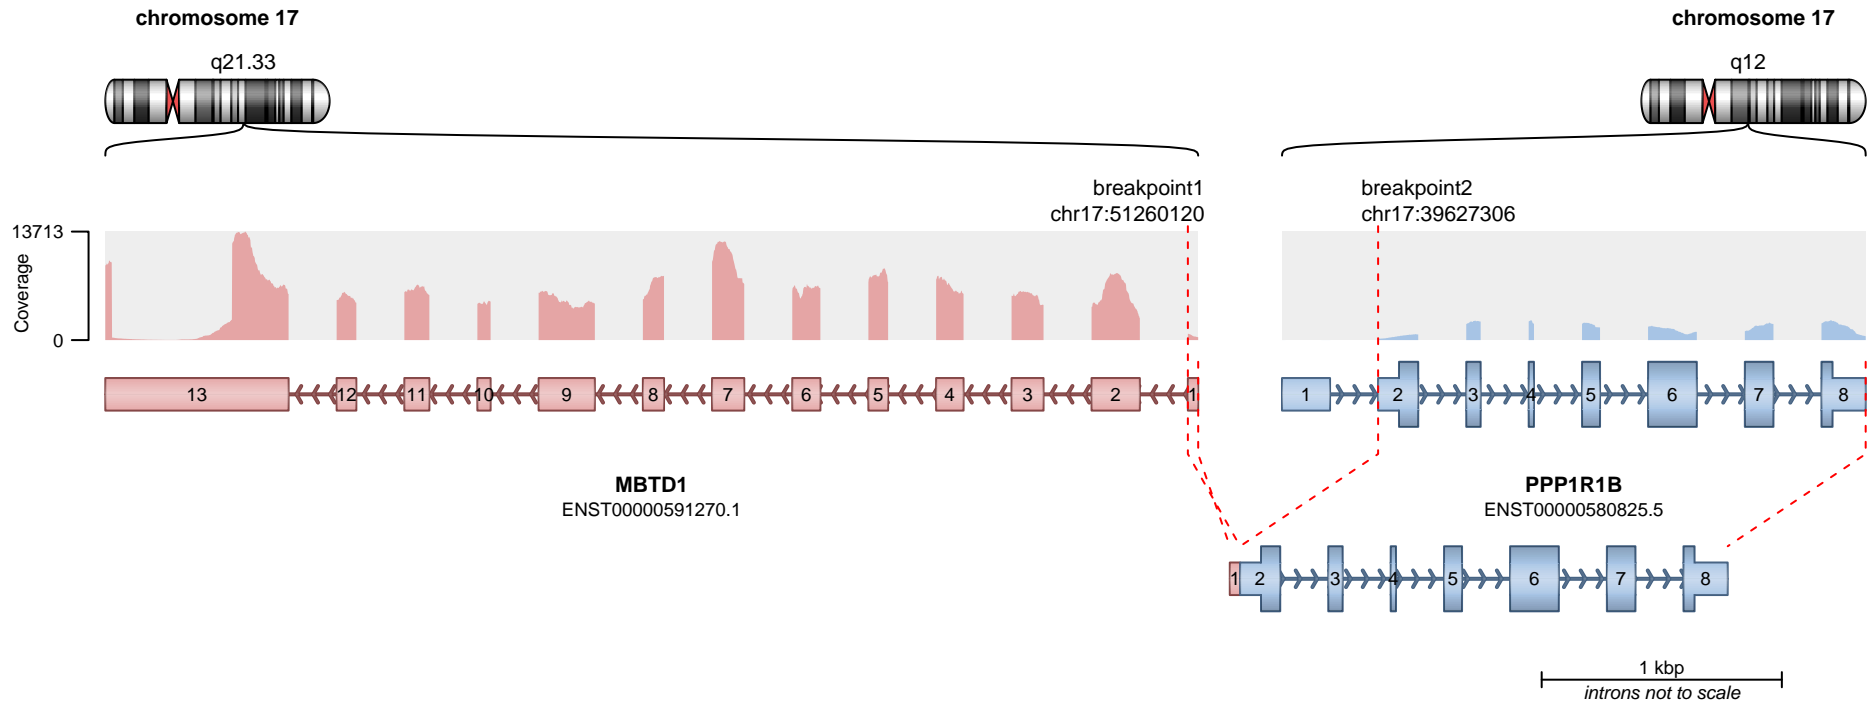 chromosome 17
chromosome 17
q21.33
q12
breakpoint1
chr17:51260120
breakpoint2
chr17:39627306
13713
Coverage
0
13 12 11 10 9 8 7 6 5 4 3 2 1
1 2 3 4 5 6 7 8
MBTD1
ENST00000591270.1
PPP1R1B
ENST00000580825.5
1 2 3 4 5 6 7 8
1 kbp
introns not to scale